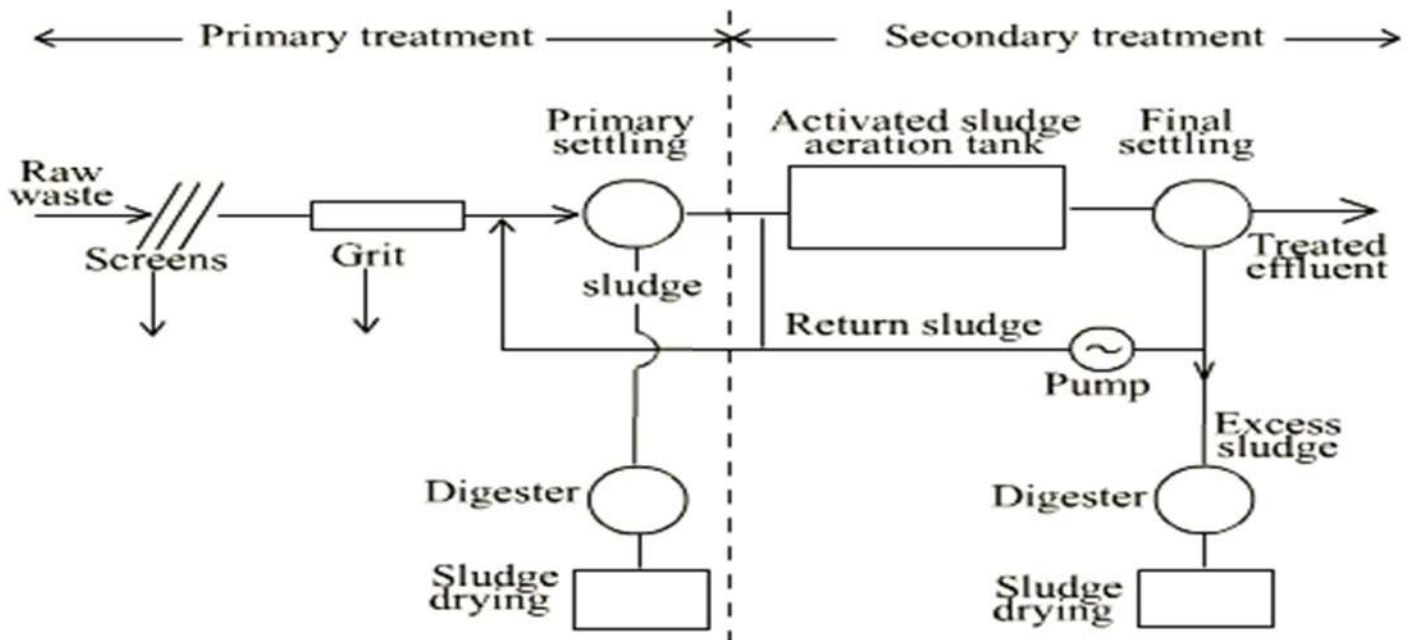 Primary treatment
Secondary treatment
Primary
settling
Activated sludge
aeration tank
Final
settling
Raw
waste
Screens
Grit
sludge
Treated
effluent
Return sludge
Pump
Excess
sludge
Digester
Digester
Sludge
drying
Sludge
drying